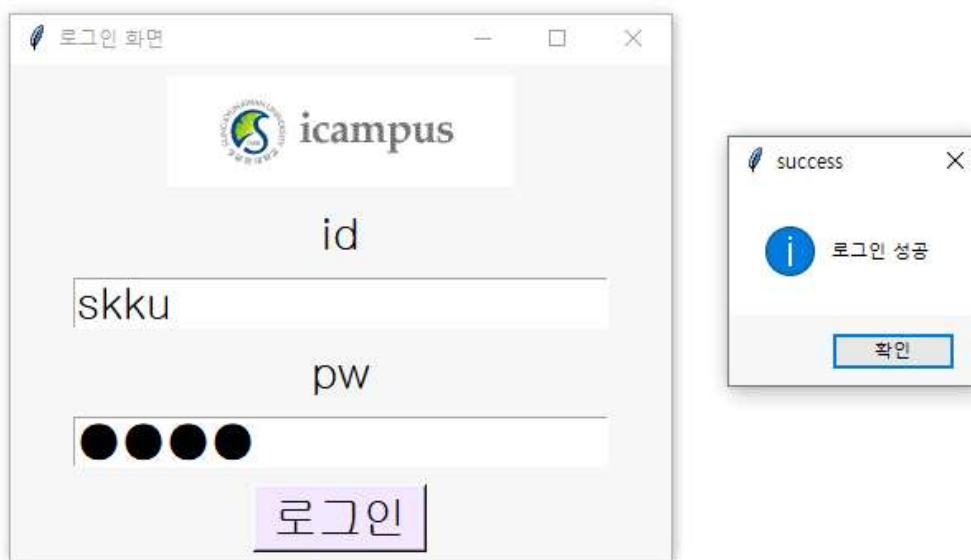 로그인 화면
icampus
id
skku
pw
●●●●
로그인
success
로그인 성공
확인